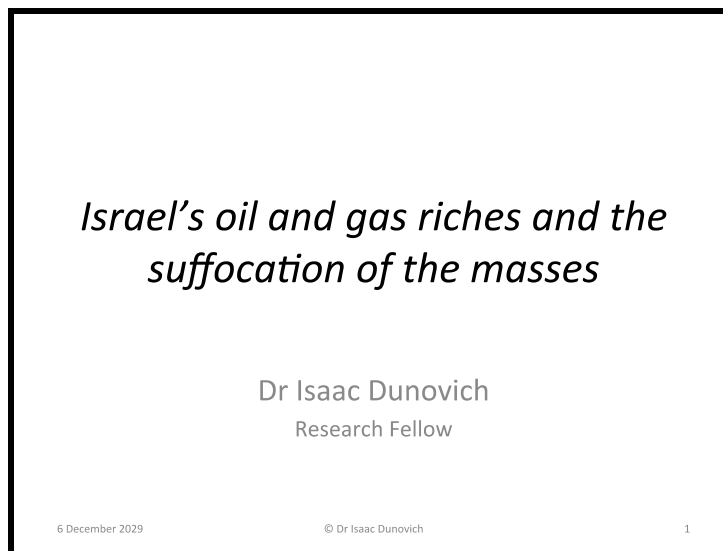 Israel’s oil and gas riches and the
suffocation of the masses
Dr Isaac Dunovich
Research Fellow
6 December 2029
© Dr Isaac Dunovich
1